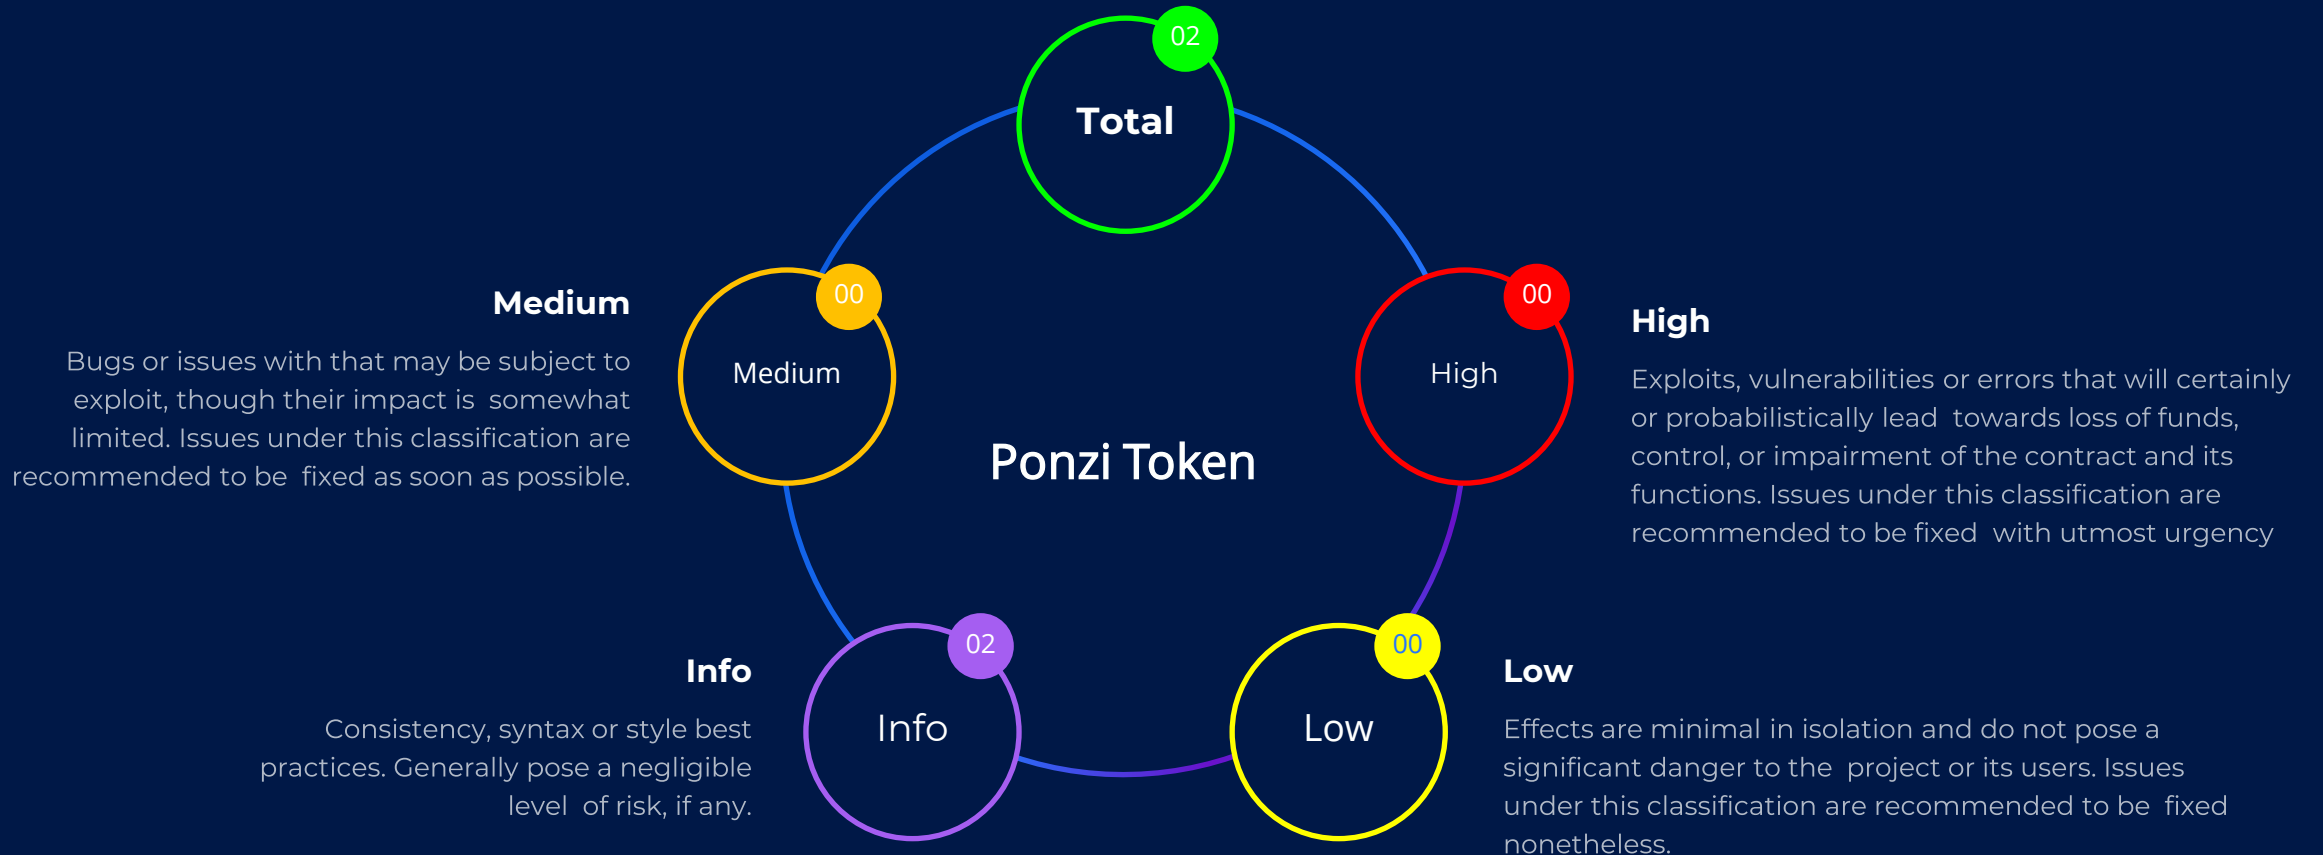 02
Total
00
Medium
Medium
Bugs or issues with that may be subject to
exploit, though their impact is somewhat
limited. Issues under this classification are
recommended to be fixed as soon as possible.
00
High
High
Exploits, vulnerabilities or errors that will certainly
or probabilistically lead towards loss of funds,
control, or impairment of the contract and its
functions. Issues under this classification are
recommended to be fixed with utmost urgency
Ponzi Token
02
Info
Info
Consistency, syntax or style best
practices. Generally pose a negligible
level of risk, if any.
00
Low
Low
Effects are minimal in isolation and do not pose a
significant danger to the project or its users. Issues
under this classification are recommended to be fixed
nonetheless.